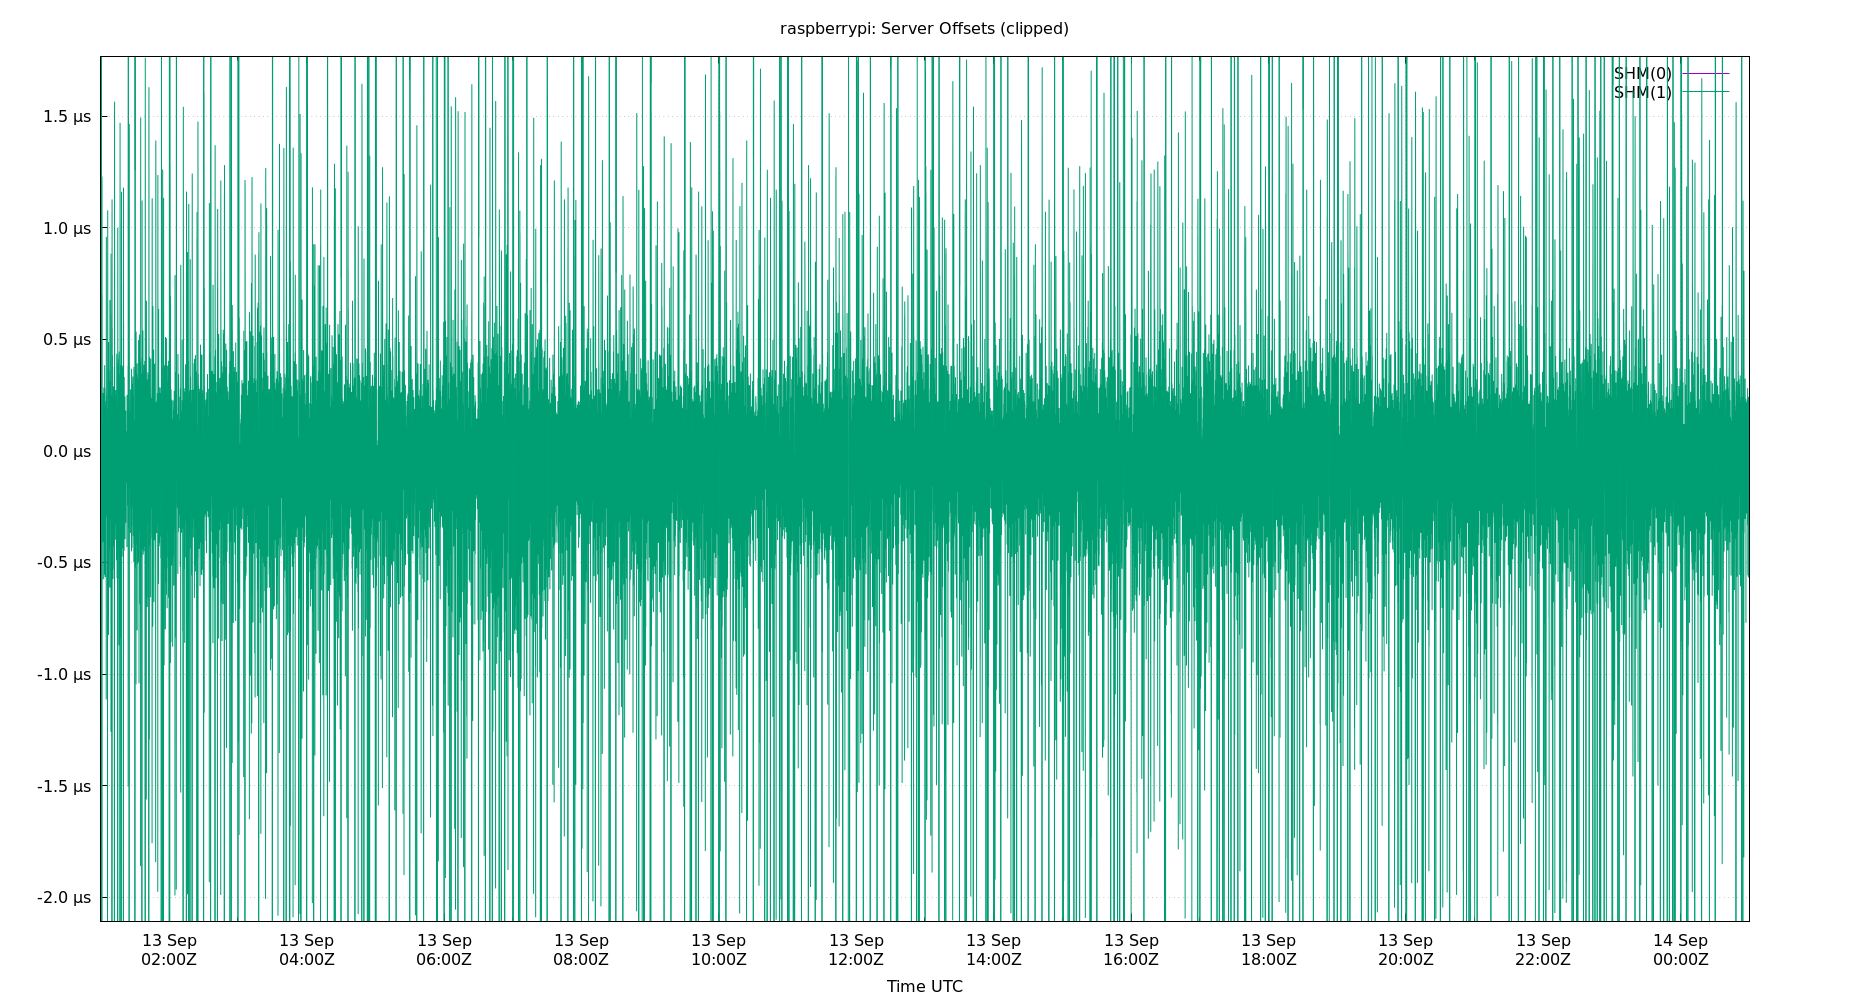 raspberrypi: Server Offsets (clipped)
SHM(0)
SHM(1)
1.5 µs
1.0 µs
0.5 µs
0.0 µs
-0.5 µs
-1.0 µs
-1.5 µs
-2.0 µs
13 Sep 13 Sep 13 Sep 13 Sep 13 Sep 13 Sep 13 Sep 13 Sep 13 Sep 13 Sep 13 Sep 14 Sep
02:00Z 04:00Z 06:00Z 08:00Z 10:00Z 12:00Z 14:00Z 16:00Z 18:00Z 20:00Z 22:00Z 00:00Z
Time UTC